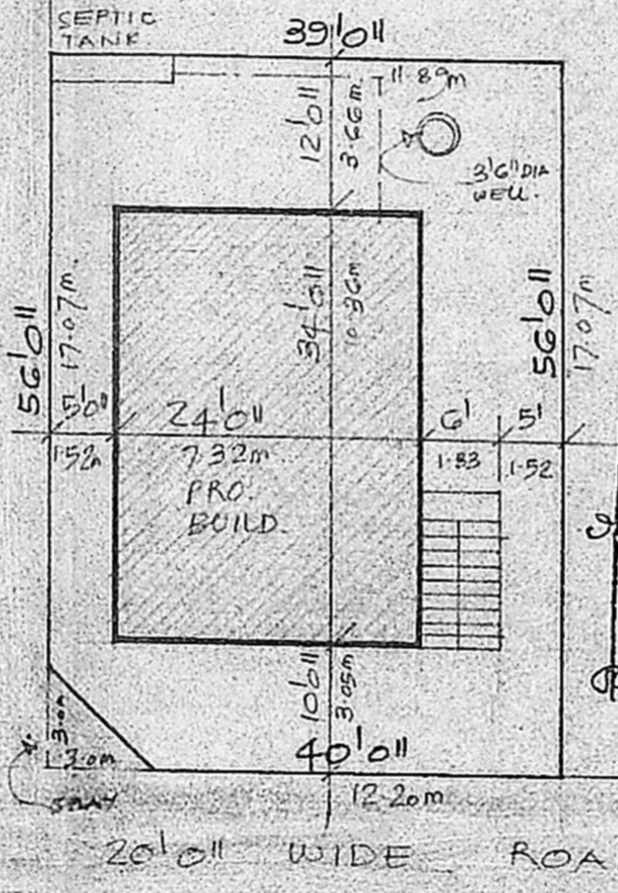 SEPTIC
TANK
39'0"
11.89m
12'0"
3.66m.
3'6" DIA
WELL.
56'0"
17.07m.
34'0"
10.36m
56'0"
17.07m
5'0"
24'0"
6'
5'
1.52m
7.32m
1.83
1.52
PRO.
BUILD.
10'0"
3.05m
3.0m
3.0m
40'0"
SPLAY
12.20m
20'0" WIDE ROA